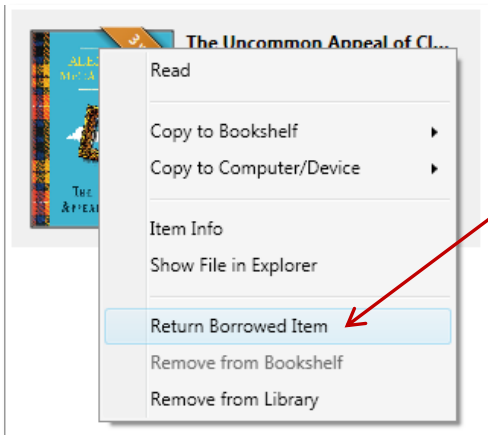 The Uncommon Appeal of Cl...
Read
Copy to Bookshelf
Copy to Computer/Device
Item Info
Show File in Explorer
Return Borrowed Item
Remove from Bookshelf
Remove from Library